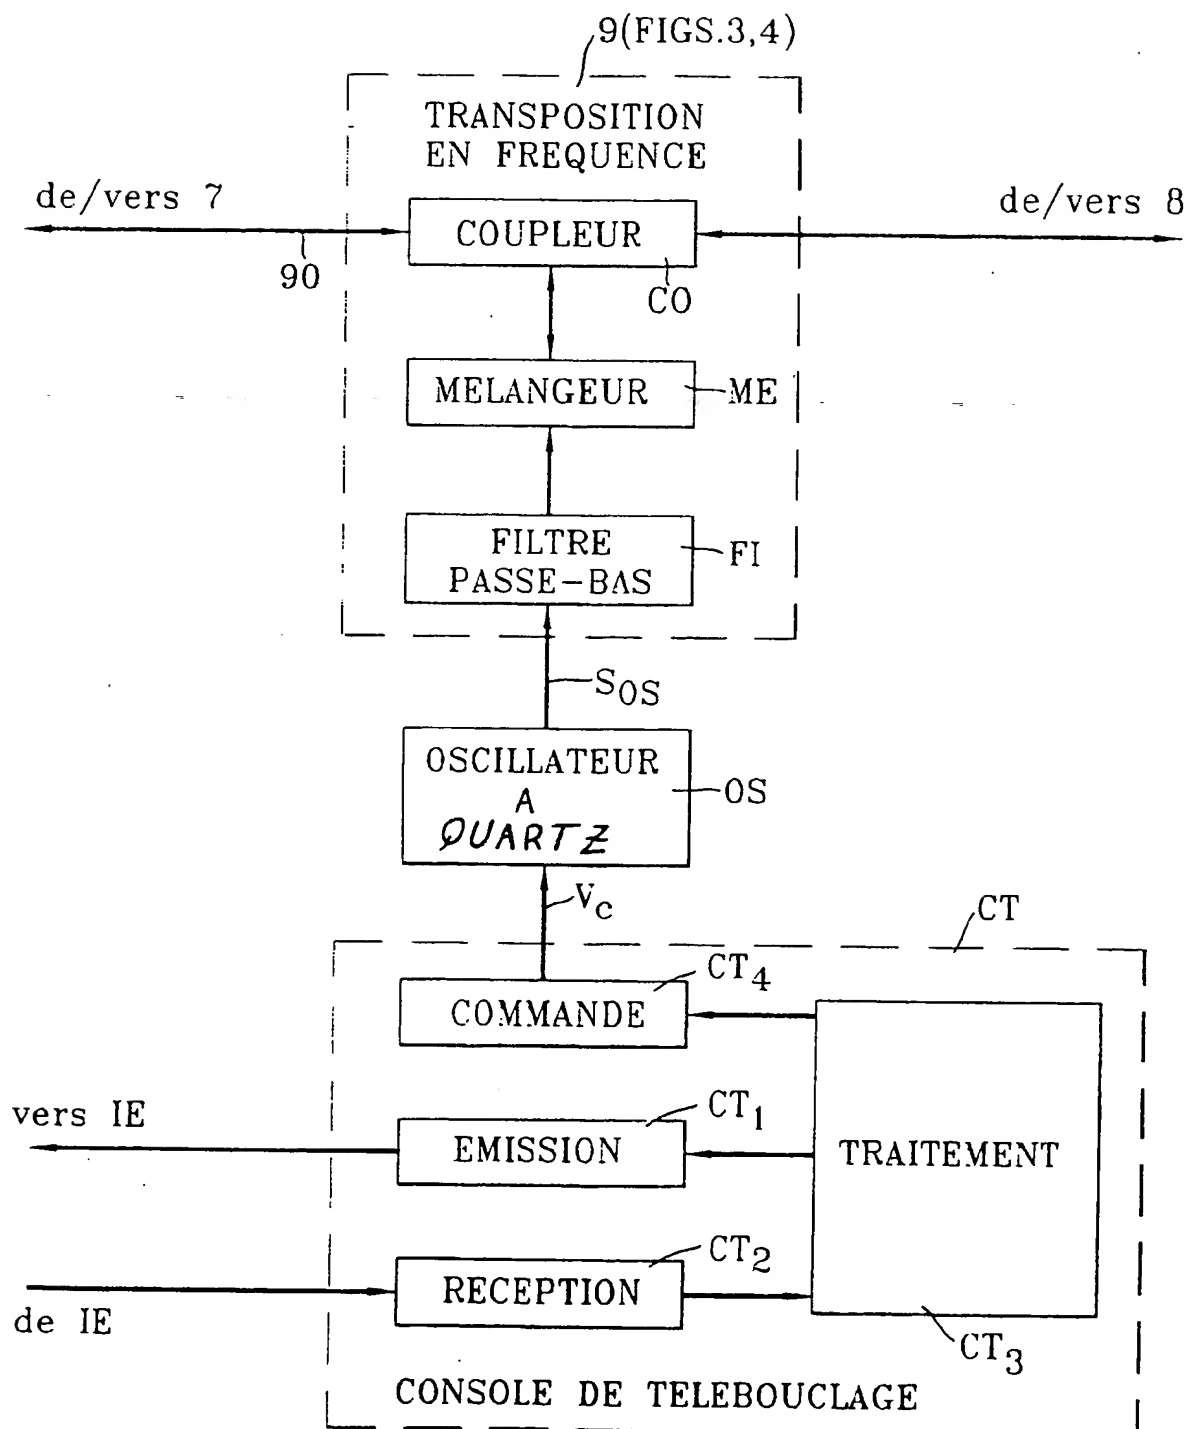 9(FIGS.3,4)
TRANSPOSITION
EN FREQUENCE
de/vers 7
de/vers 8
COUPLEUR
90
CO
MELANGEUR
ME
FILTRE
PASSE-BAS
FI
SOS
OSCILLATEUR
A
QUARTZ
OS
Vc
CT
CT4
COMMANDE
vers IE
CT1
EMISSION
TRAITEMENT
CT2
RECEPTION
de IE
CT3
CONSOLE DE TELEBOUCLAGE